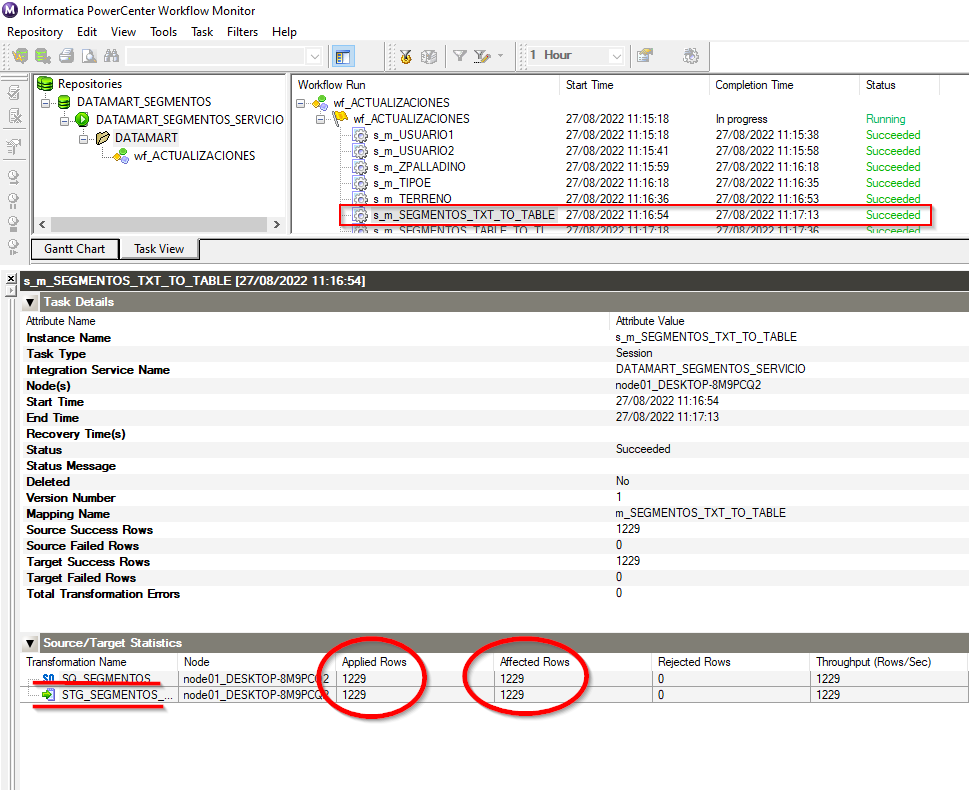 Informatica PowerCenter Workflow Monitor
Repository Edit View Tools Task Filters Help
1 Hour
Repositories
DATAMART_SEGMENTOS
DATAMART_SEGMENTOS_SERVICIO
DATAMART
wf_ACTUALIZACIONES
Workflow Run Start Time Completion Time Status
wf_ACTUALIZACIONES
wf_ACTUALIZACIONES 27/08/2022 11:15:18 In progress Running
s_m_USUARIO1 27/08/2022 11:15:18 27/08/2022 11:15:38 Succeeded
s_m_USUARIO2 27/08/2022 11:15:41 27/08/2022 11:15:58 Succeeded
s_m_ZPALLADINO 27/08/2022 11:15:59 27/08/2022 11:16:18 Succeeded
s_m_TIPOE 27/08/2022 11:16:18 27/08/2022 11:16:35 Succeeded
s_m_TERRENO 27/08/2022 11:16:36 27/08/2022 11:16:53 Succeeded
s_m_SEGMENTOS_TXT_TO_TABLE 27/08/2022 11:16:54 27/08/2022 11:17:13 Succeeded
s_m_SEGMENTOS_TABLE_TO_TI 27/08/2022 11:17:18 27/08/2022 11:17:36 Succeeded
Gantt Chart Task View
s_m_SEGMENTOS_TXT_TO_TABLE [27/08/2022 11:16:54]
Task Details
Attribute Name Attribute Value
Instance Name s_m_SEGMENTOS_TXT_TO_TABLE
Task Type Session
Integration Service Name DATAMART_SEGMENTOS_SERVICIO
Node(s) node01_DESKTOP-8M9PCQ2
Start Time 27/08/2022 11:16:54
End Time 27/08/2022 11:17:13
Recovery Time(s)
Status Succeeded
Status Message
Deleted No
Version Number 1
Mapping Name m_SEGMENTOS_TXT_TO_TABLE
Source Success Rows 1229
Source Failed Rows 0
Target Success Rows 1229
Target Failed Rows 0
Total Transformation Errors 0
Source/Target Statistics
Transformation Name Node Applied Rows Affected Rows Rejected Rows Throughput (Rows/Sec)
SQ_SEGMENTOS node01_DESKTOP-8M9PCQ2 1229 1229 0 1229
STG_SEGMENTOS_... node01_DESKTOP-8M9PCQ2 1229 1229 0 1229